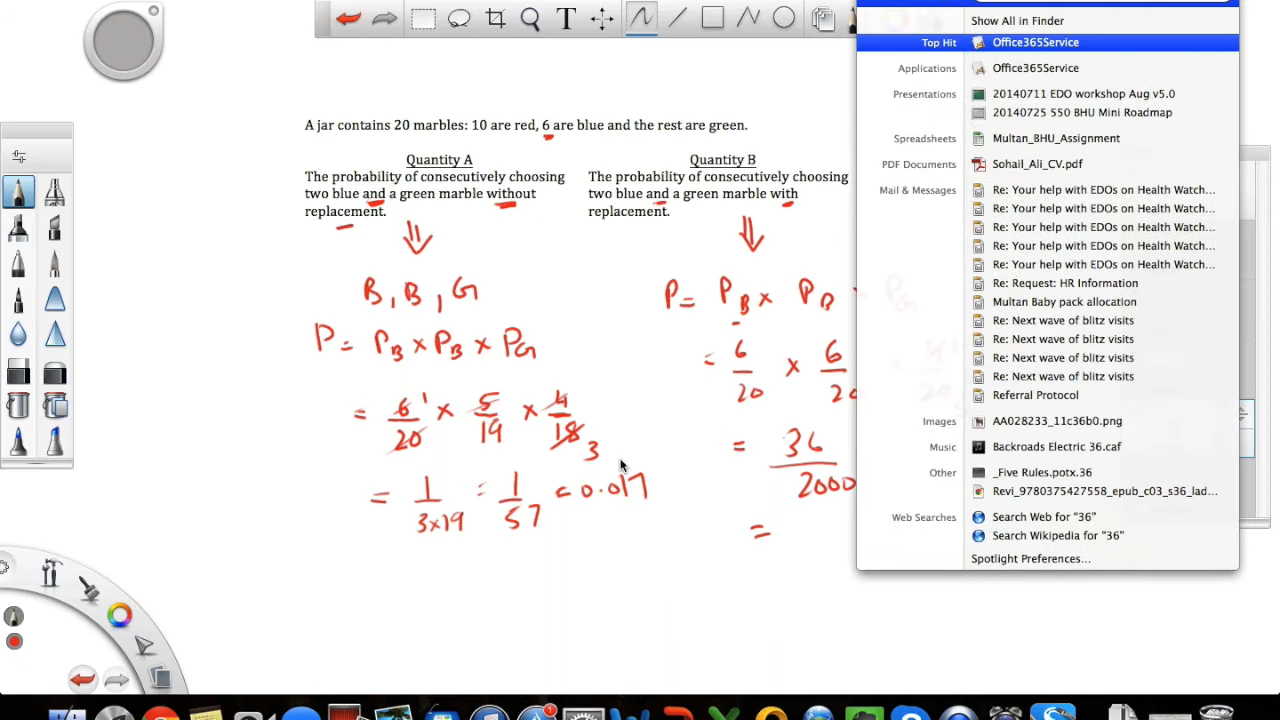 Show All in Finder
Top Hit Office365Service
Applications Office365Service
Presentations 20140711 EDO workshop Aug v5.0
20140725 550 BHU Mini Roadmap
Spreadsheets Multan_BHU_Assignment
PDF Documents Sohail_Ali_CV.pdf
Mail & Messages Re: Your help with EDOs on Health Watch...
Re: Your help with EDOs on Health Watch...
Re: Your help with EDOs on Health Watch...
Re: Your help with EDOs on Health Watch...
Re: Your help with EDOs on Health Watch...
Re: Request: HR Information
Multan Baby pack allocation
Re: Next wave of blitz visits
Re: Next wave of blitz visits
Re: Next wave of blitz visits
Re: Next wave of blitz visits
Referral Protocol
Images AA028233_11c36b0.png
Music Backroads Electric 36.caf
Other _Five Rules.potx.36
Revi_9780375427558_epub_c03_s36_lad...
Web Searches Search Web for "36"
Search Wikipedia for "36"
Spotlight Preferences...
A jar contains 20 marbles: 10 are red, 6 are blue and the rest are green.
Quantity A
The probability of consecutively choosing
two blue and a green marble without
replacement.
B, B, G
P = PB × PB × PG
= 6/20 1 × 5/19 × 4/18 3
= 1/3×19 = 1/57 = 0.017
Quantity B
The probability of consecutively choosing
two blue and a green marble with
replacement.
P = PB × PB × PG
= 6/20 × 6/20 × 4/20
= 36/2000
=